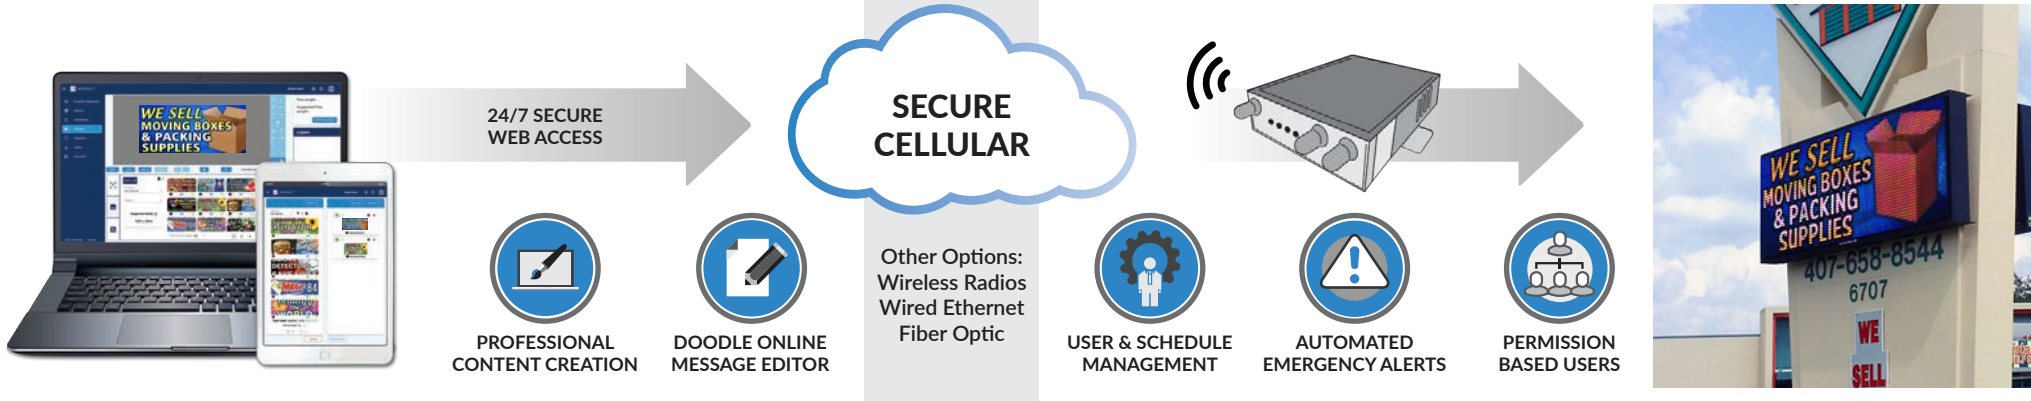 WE SELL
MOVING BOXES
& PACKING
SUPPLIES
24/7 SECURE
WEB ACCESS
SECURE
CELLULAR
Other Options:
Wireless Radios
Wired Ethernet
Fiber Optic
PROFESSIONAL
CONTENT CREATION
DOODLE ONLINE
MESSAGE EDITOR
USER & SCHEDULE
MANAGEMENT
AUTOMATED
EMERGENCY ALERTS
PERMISSION
BASED USERS
WE SELL
MOVING BOXES
& PACKING
SUPPLIES
407-658-8544
6707
WE
SELL